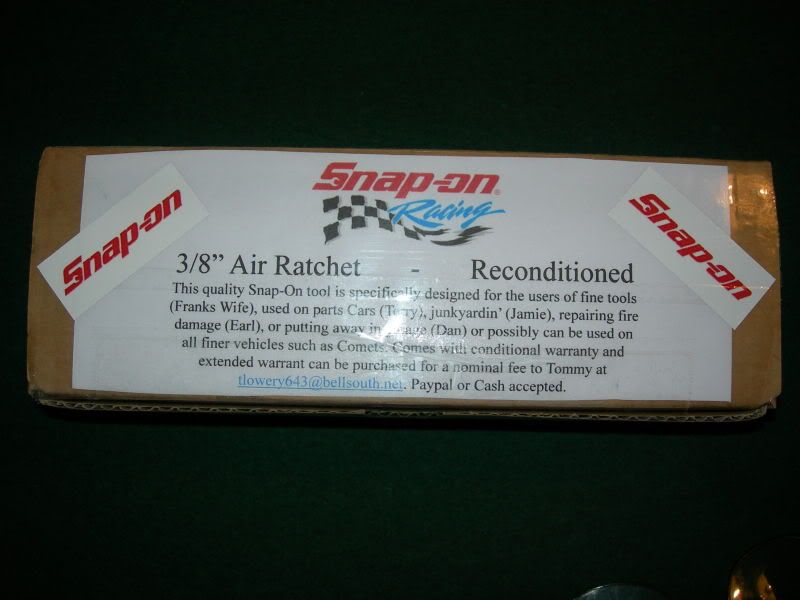 Snap-on®
Racing
Snap-on
Snap-on
3/8” Air Ratchet - Reconditioned
This quality Snap-On tool is specifically designed for the users of fine tools
(Franks Wife), used on parts Cars (Terry), junkyardin’ (Jamie), repairing fire
damage (Earl), or putting away in garage (Dan) or possibly can be used on
all finer vehicles such as Comets. Comes with conditional warranty and
extended warrant can be purchased for a nominal fee to Tommy at
tlowery643@bellsouth.net. Paypal or Cash accepted.